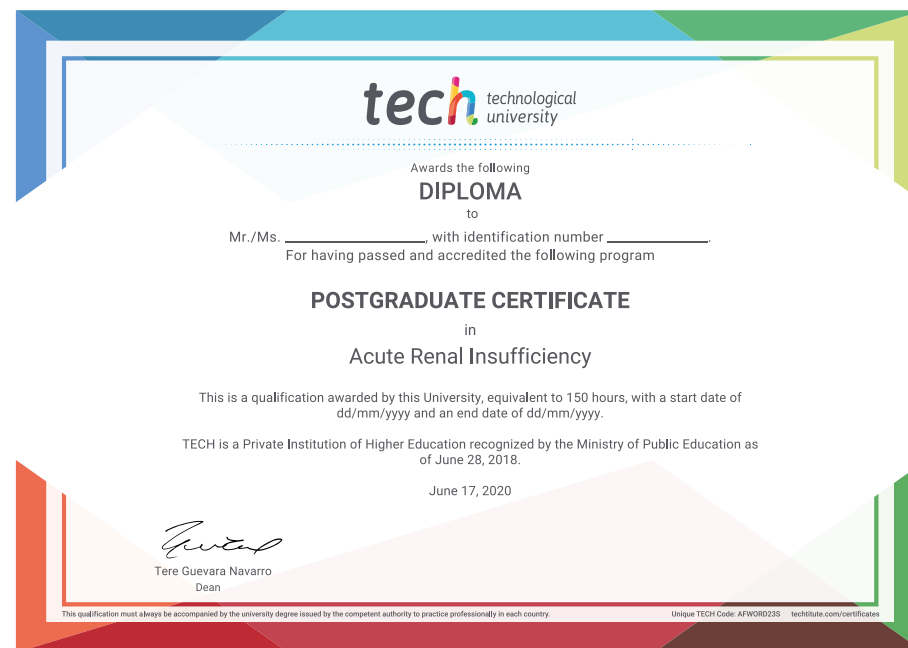 tech technological
university
Awards the following
DIPLOMA
to
Mr./Ms. ____________________, with identification number _______________.
For having passed and accredited the following program
POSTGRADUATE CERTIFICATE
in
Acute Renal Insufficiency
This is a qualification awarded by this University, equivalent to 150 hours, with a start date of
dd/mm/yyyy and an end date of dd/mm/yyyy.
TECH is a Private Institution of Higher Education recognized by the Ministry of Public Education as
of June 28, 2018.
June 17, 2020
Tere Guevara Navarro
Dean
This qualification must always be accompanied by the university degree issued by the competent authority to practice professionally in each country.
Unique TECH Code: AFWORD23S techtitute.com/certificates